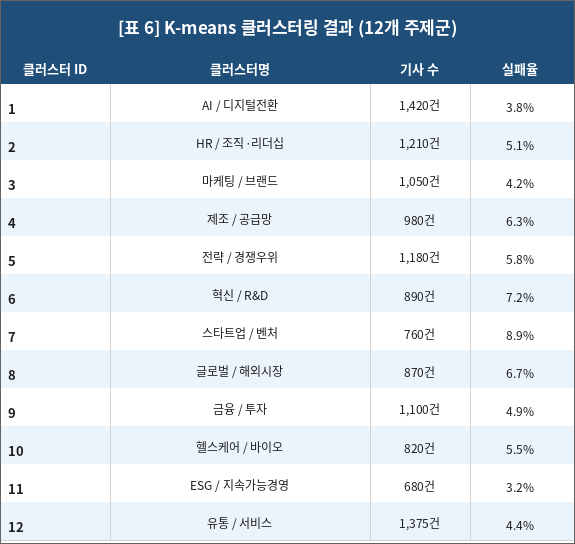 [표 6] K-means 클러스터링 결과 (12개 주제군)
클러스터 ID 클러스터명 기사 수 실패율
1 AI / 디지털전환 1,420건 3.8%
2 HR / 조직·리더십 1,210건 5.1%
3 마케팅 / 브랜드 1,050건 4.2%
4 제조 / 공급망 980건 6.3%
5 전략 / 경쟁우위 1,180건 5.8%
6 혁신 / R&D 890건 7.2%
7 스타트업 / 벤처 760건 8.9%
8 글로벌 / 해외시장 870건 6.7%
9 금융 / 투자 1,100건 4.9%
10 헬스케어 / 바이오 820건 5.5%
11 ESG / 지속가능경영 680건 3.2%
12 유통 / 서비스 1,375건 4.4%